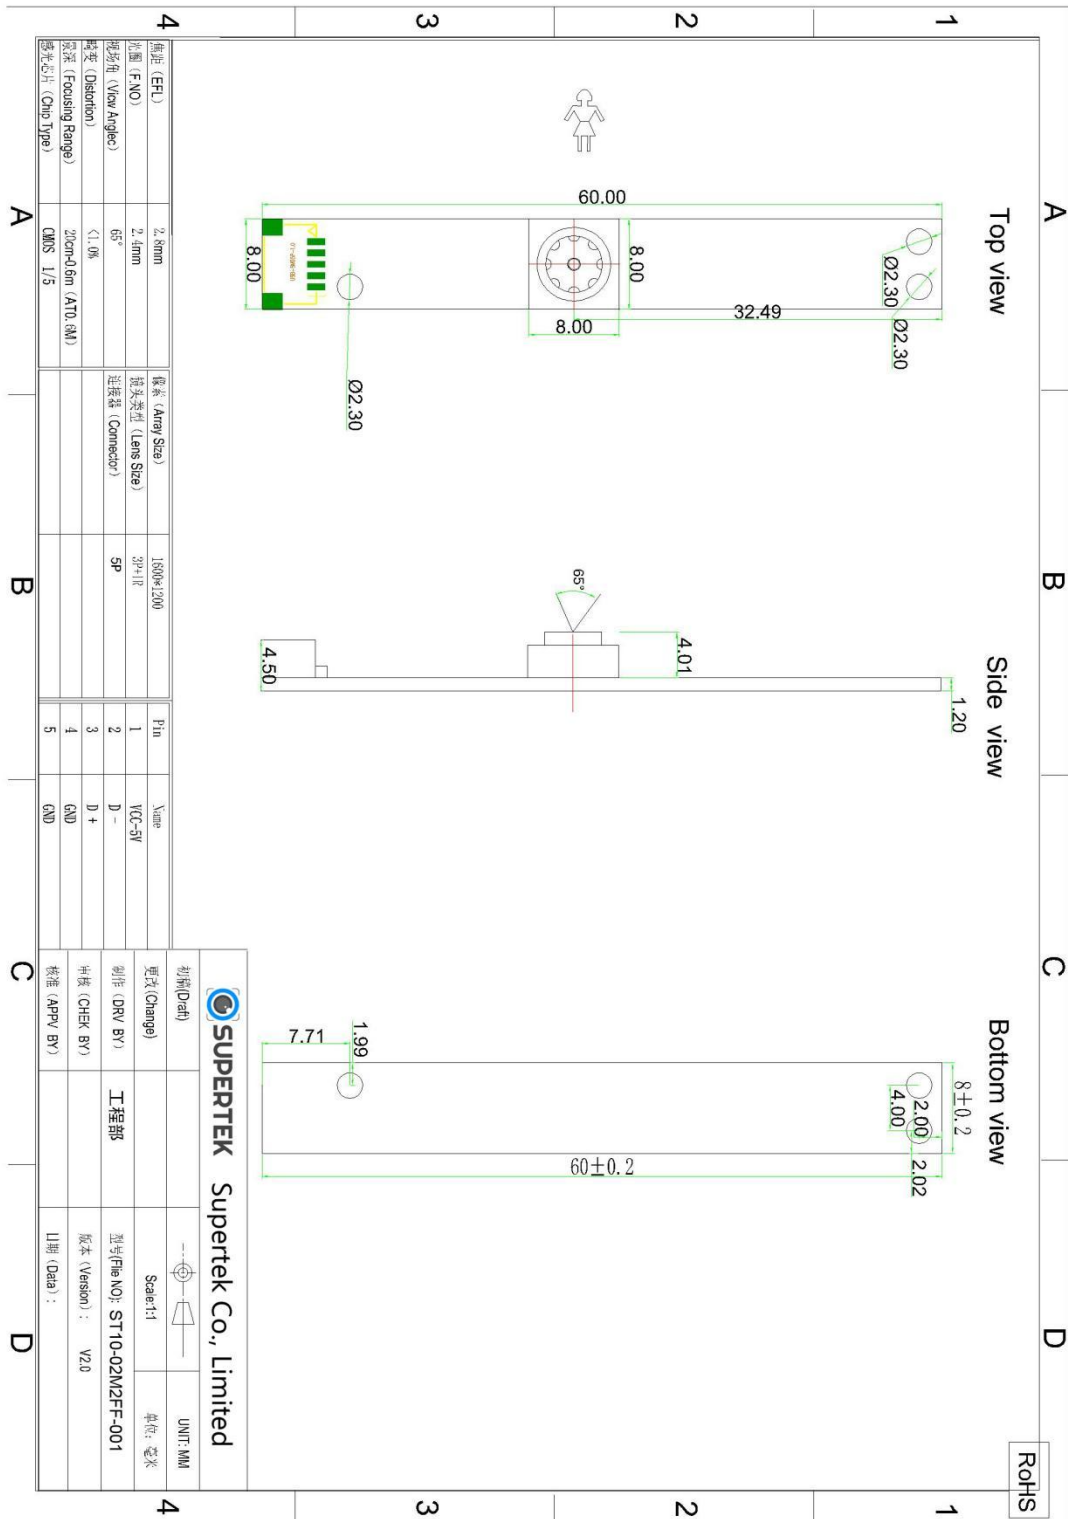 A
B
C
D
RoHS
1
2
3
4
Top view
Side view
Bottom view
60.00
8.00
8.00
8.00
32.49
Ø2.30
Ø2.30
Ø2.30
65°
4.01
4.50
1.20
7.71
1.99
8±0.2
2.00
4.00
2.02
60±0.2
焦距（EFL） 2.8mm
光圈（F.NO） 2.4mm
视场角（View Anglec） 65°
畸变（Distortion） <1.0%
景深（Focusing Range） 20cm-0.6m (AT0.6M)
感光芯片（Chip Type） CMOS 1/5
像素（Array Size） 1600*1200
镜头类型（Lens Size） 3P+IR
连接器（Connector） 5P
Pin Name
1 VCC-5V
2 D -
3 D +
4 GND
5 GND
SUPERTEK Supertek Co., Limited
初稿(Draft) UNIT: MM
更改(Change) Scale:1:1 单位: 毫米
制作（DRV BY） 工程部 型号(Flie NO): ST10-02M2FF-001
审核（CHEK BY） 版本（Version）: V2.0
核准（APPV BY） 日期（Data）:
A
B
C
D
1
2
3
4